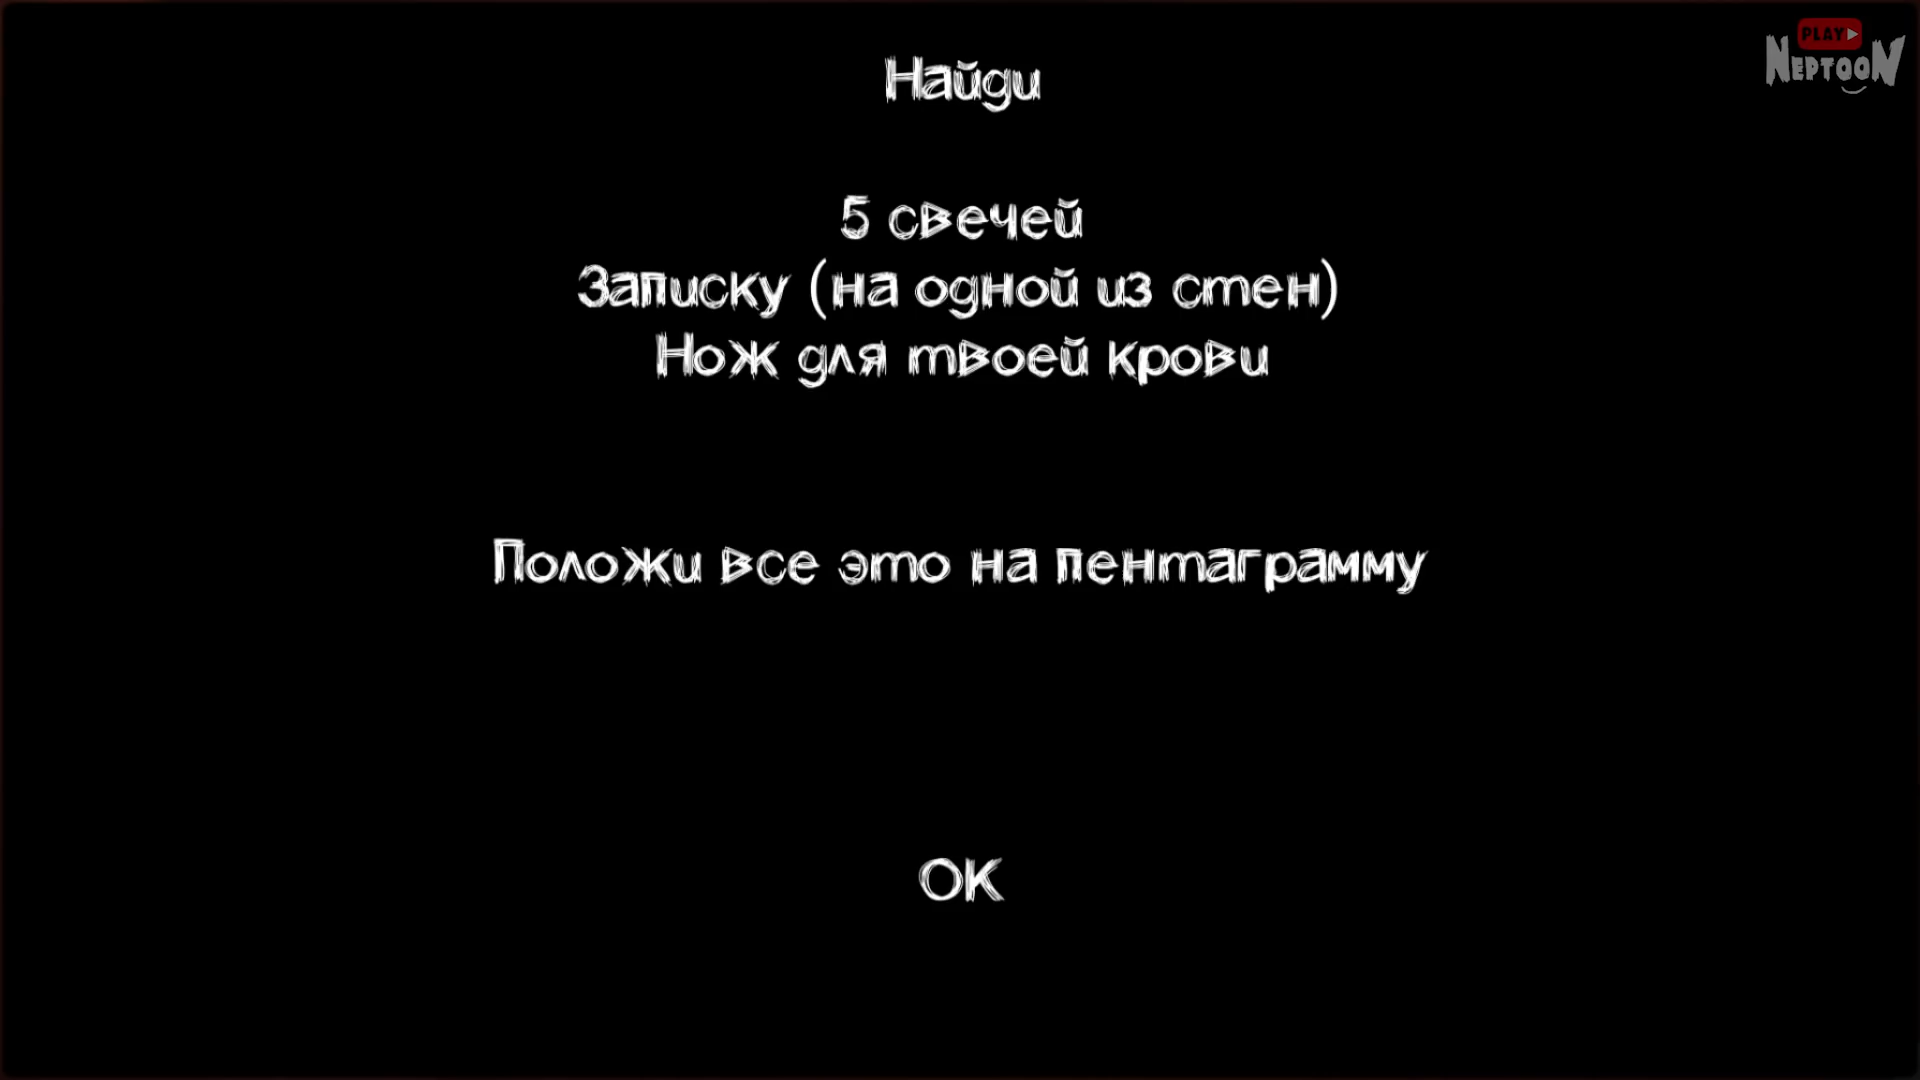 PLAY
NEPTOON
Найди
5 свечей
Записку (на одной из стен)
Нож для твоей крови
Положи все это на пентаграмму
ОК